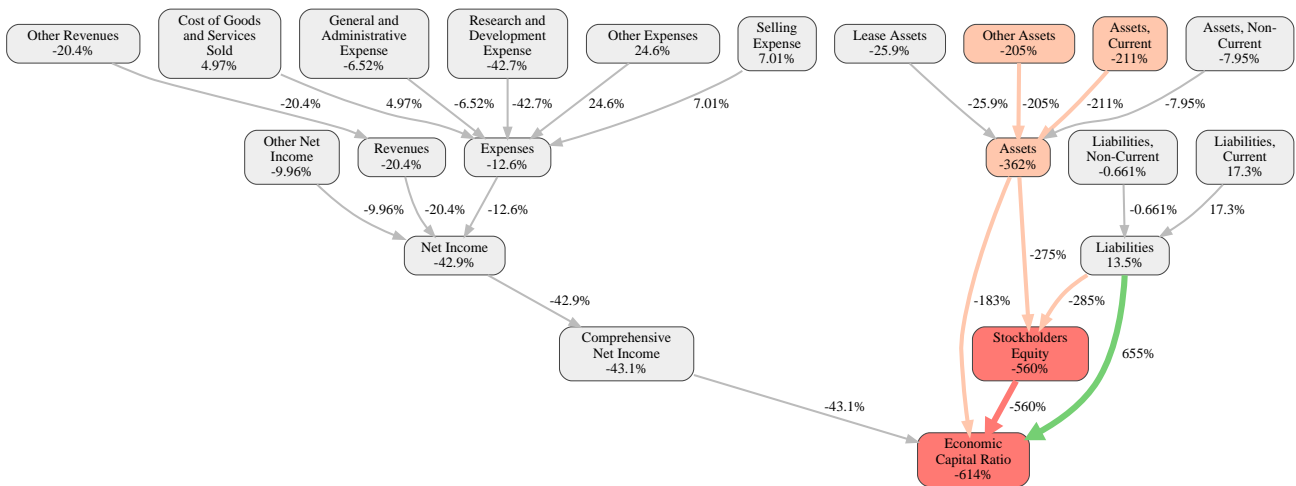 Other Revenues
-20.4%
Cost of Goods
and Services
Sold
4.97%
General and
Administrative
Expense
-6.52%
Research and
Development
Expense
-42.7%
Other Expenses
24.6%
Selling
Expense
7.01%
Lease Assets
-25.9%
Other Assets
-205%
Assets,
Current
-211%
Assets, Non-
Current
-7.95%
-20.4%
4.97%
-6.52%
-42.7%
24.6%
7.01%
-25.9%
-205%
-211%
-7.95%
Other Net
Income
-9.96%
Revenues
-20.4%
Expenses
-12.6%
Assets
-362%
Liabilities,
Non-Current
-0.661%
Liabilities,
Current
17.3%
-9.96%
-20.4%
-12.6%
-0.661%
17.3%
Net Income
-42.9%
-275%
Liabilities
13.5%
-42.9%
-183%
-285%
Comprehensive
Net Income
-43.1%
Stockholders
Equity
-560%
655%
-43.1%
-560%
Economic
Capital Ratio
-614%